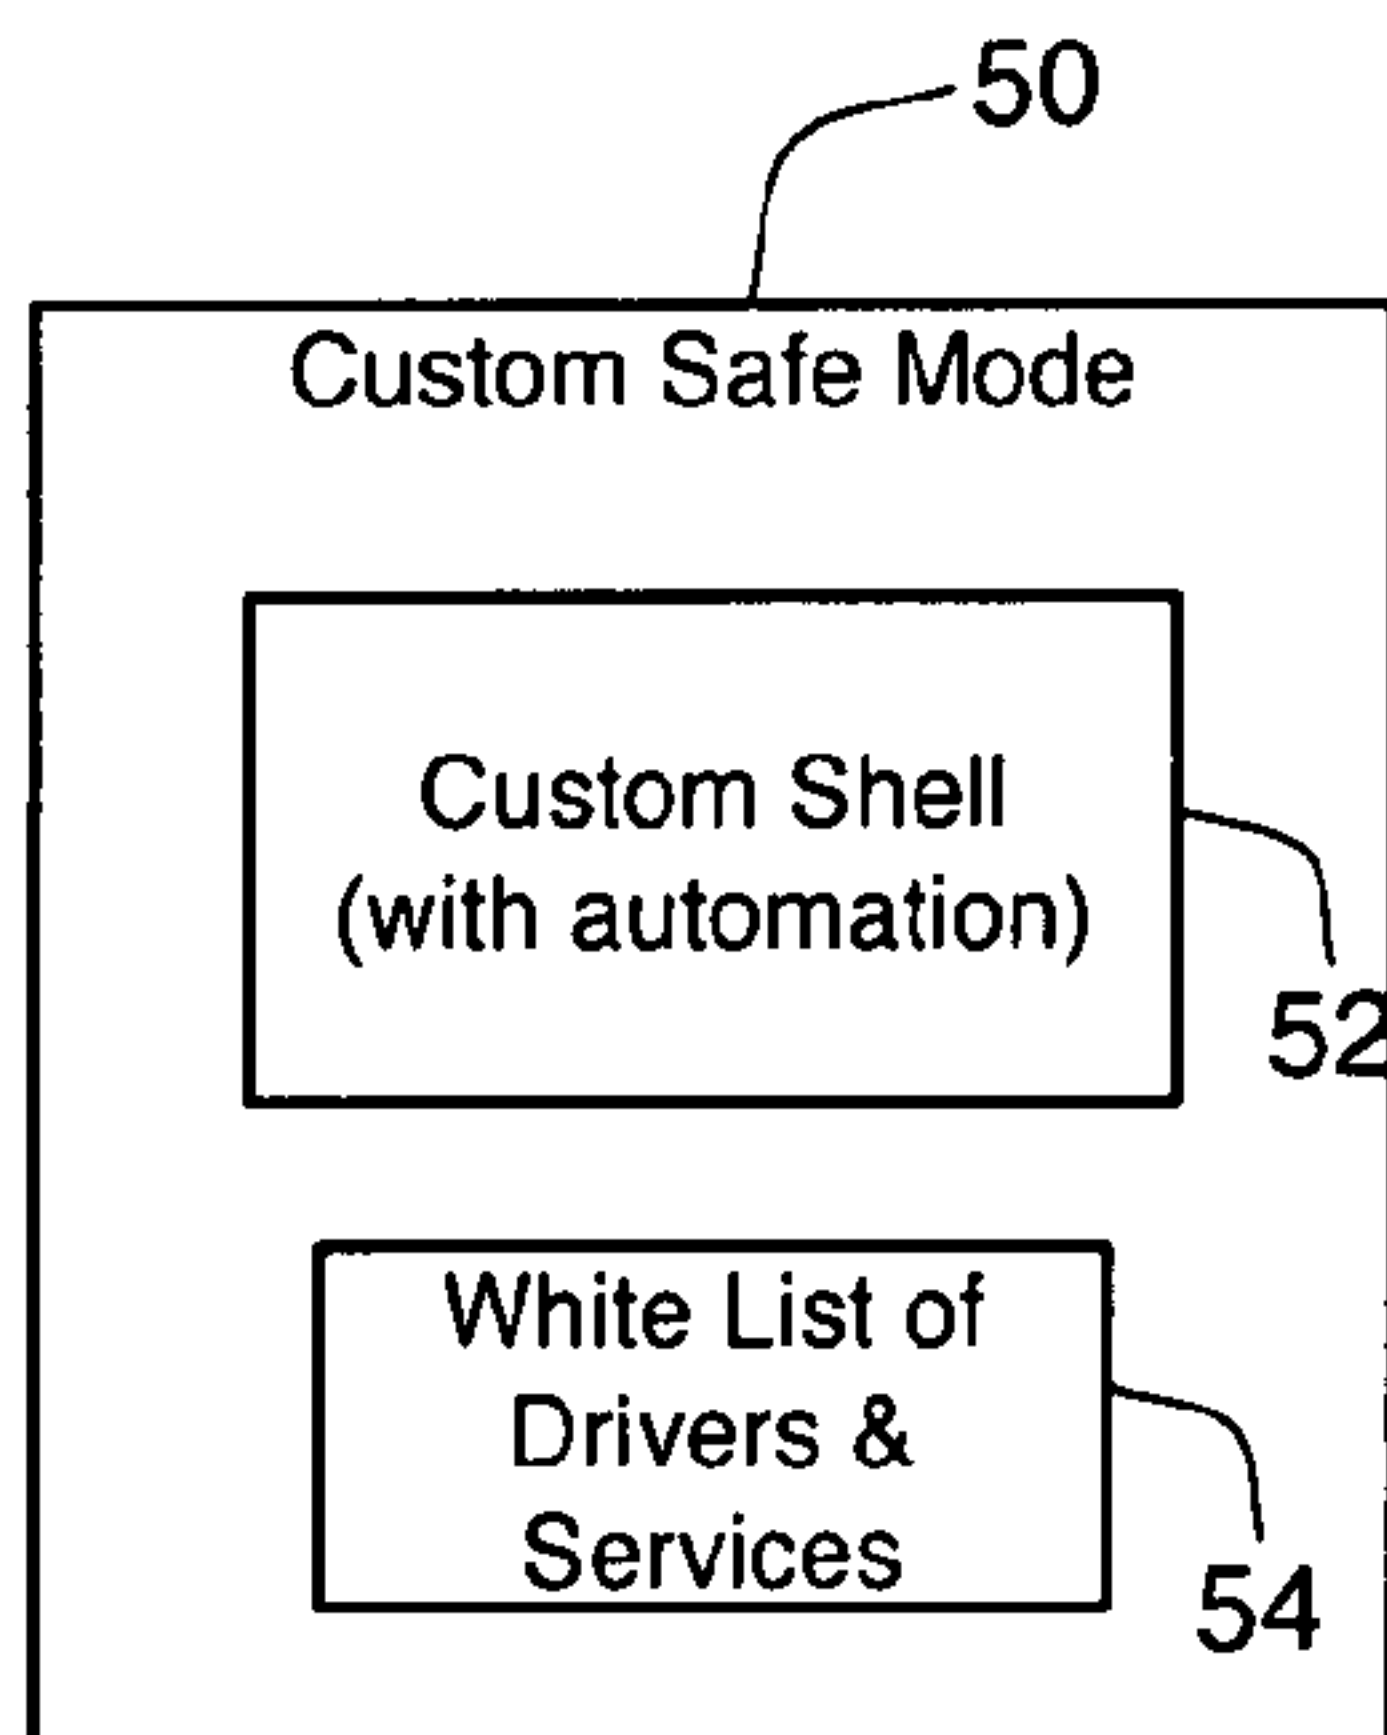 50
Custom Safe Mode
Custom Shell
(with automation)
52
White List of
Drivers &
Services
54